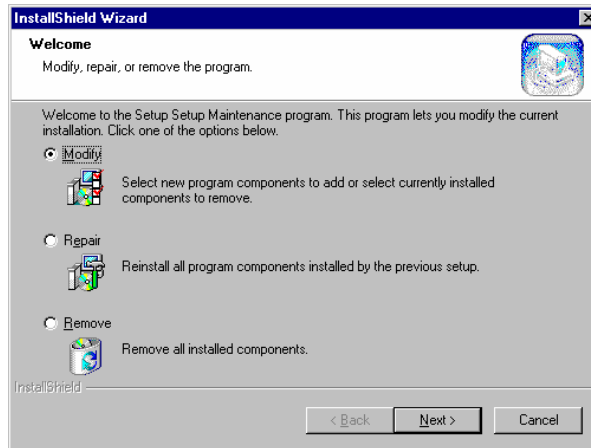 InstallShield Wizard
Welcome
Modify, repair, or remove the program.
Welcome to the Setup Setup Maintenance program. This program lets you modify the current
installation. Click one of the options below.
Modify
Select new program components to add or select currently installed
components to remove.
Repair
Reinstall all program components installed by the previous setup.
Remove
Remove all installed components.
InstallShield
< Back Next > Cancel